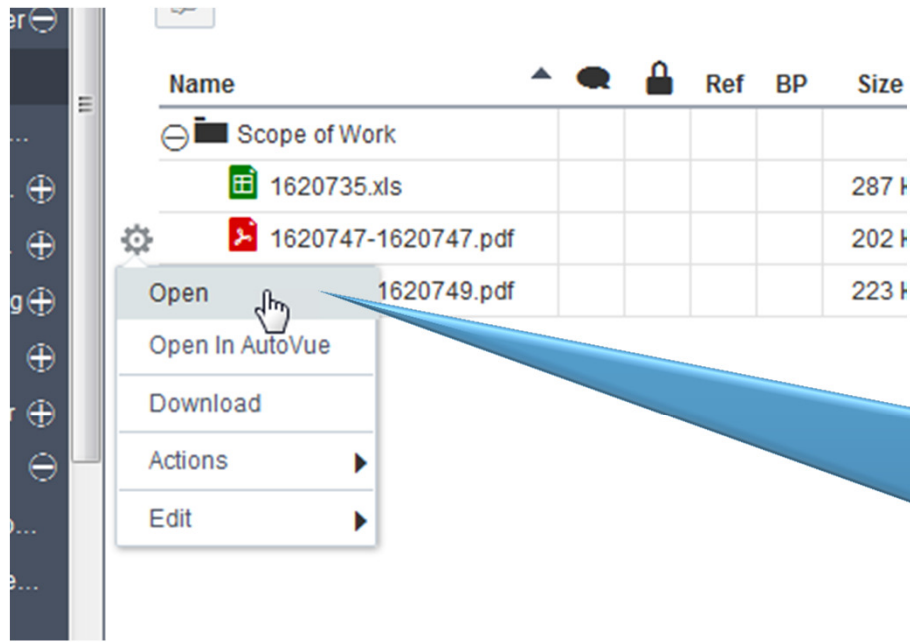 er
Name Ref BP Size
Scope of Work
...
1620735.xls 287
1620747-1620747.pdf 202
g
Open 1620749.pdf 223
Open In AutoVue
Download
r
Actions
Edit
...
e...